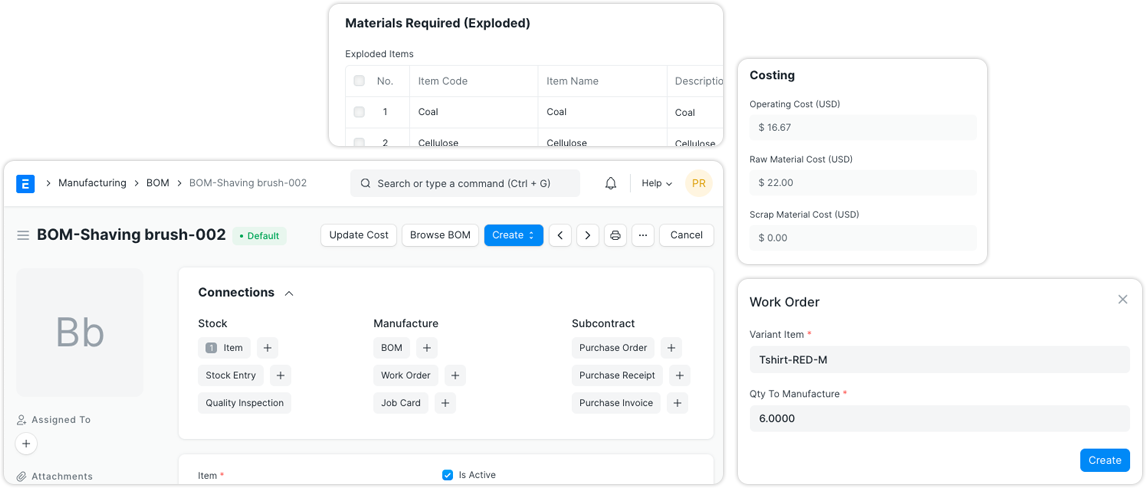 Materials Required (Exploded)
Exploded Items
No. Item Code Item Name Descriptio
1 Coal Coal Coal
2 Cellulose Cellulose Cellulose
E Manufacturing BOM BOM-Shaving brush-002 Search or type a command (Ctrl + G) Help PR
BOM-Shaving brush-002 Default Update Cost Browse BOM Create ... Cancel
Bb
Assigned To
+
Attachments
Connections
Stock Manufacture Subcontract
1 Item + BOM + Purchase Order +
Stock Entry + Work Order + Purchase Receipt +
Quality Inspection Job Card + Purchase Invoice +
Item * Is Active
Costing
Operating Cost (USD)
$ 16.67
Raw Material Cost (USD)
$ 22.00
Scrap Material Cost (USD)
$ 0.00
Work Order
Variant Item *
Tshirt-RED-M
Qty To Manufacture *
6.0000
Create